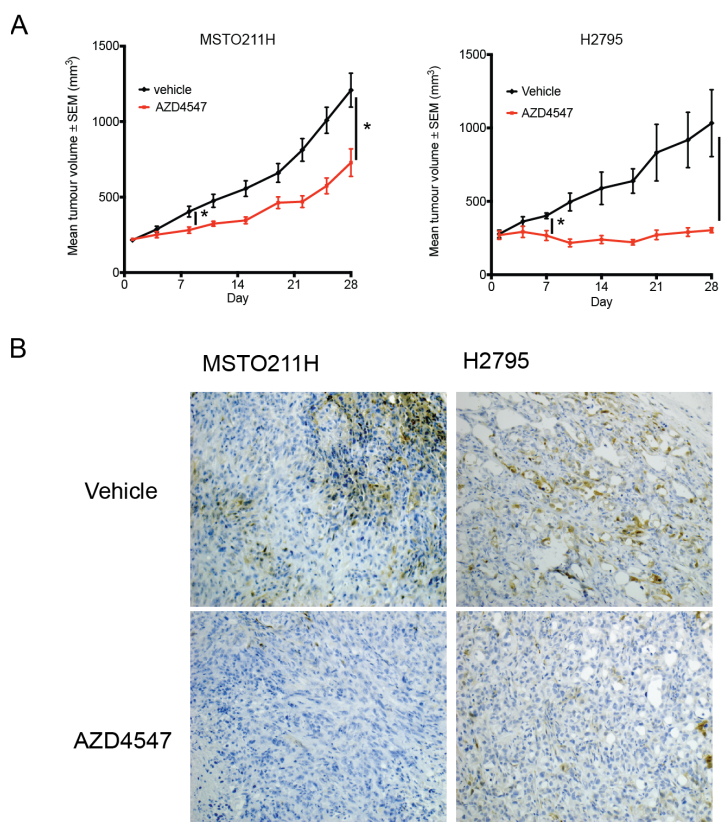 A
MSTO211H
Mean tumour volume ± SEM (mm³)
1500
1000
500
0
vehicle
AZD4547
*
*
0
7
14
21
28
Day
H2795
Mean tumour volume ± SEM (mm³)
1500
1000
500
0
Vehicle
AZD4547
*
0
7
14
21
28
Day
B
MSTO211H
H2795
Vehicle
AZD4547